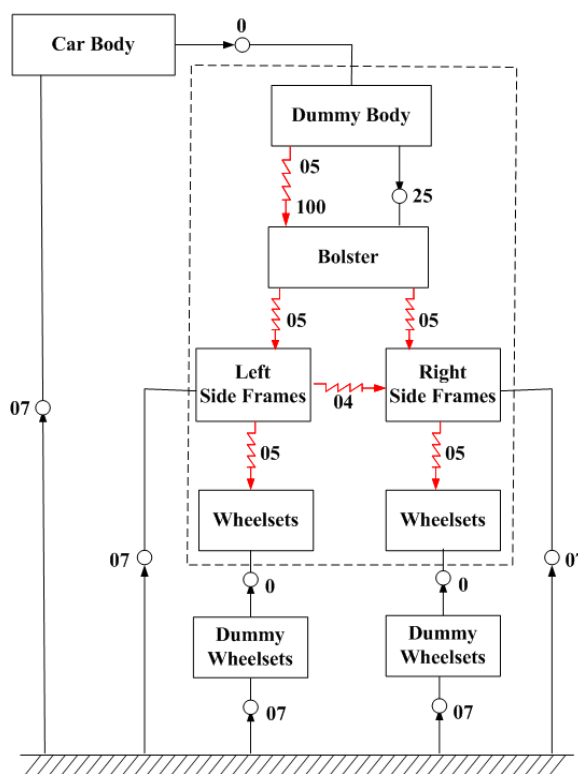 0
Car Body
Dummy Body
05
25
100
Bolster
05
05
Left
Side Frames
Right
Side Frames
04
07
05
05
Wheelsets
Wheelsets
07
07
0
0
Dummy
Wheelsets
Dummy
Wheelsets
07
07